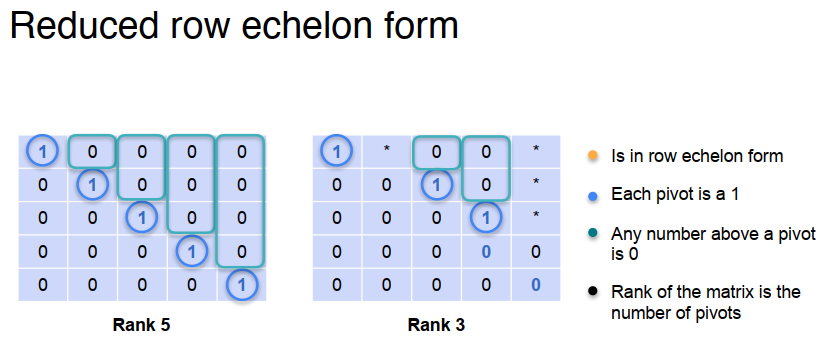 Reduced row echelon form
1 0 0 0 0
0 1 0 0 0
0 0 1 0 0
0 0 0 1 0
0 0 0 0 1
Rank 5
1 * 0 0 *
0 0 1 0 *
0 0 0 1 *
0 0 0 0 0
0 0 0 0 0
Rank 3
Is in row echelon form
Each pivot is a 1
Any number above a pivot
is 0
Rank of the matrix is the
number of pivots